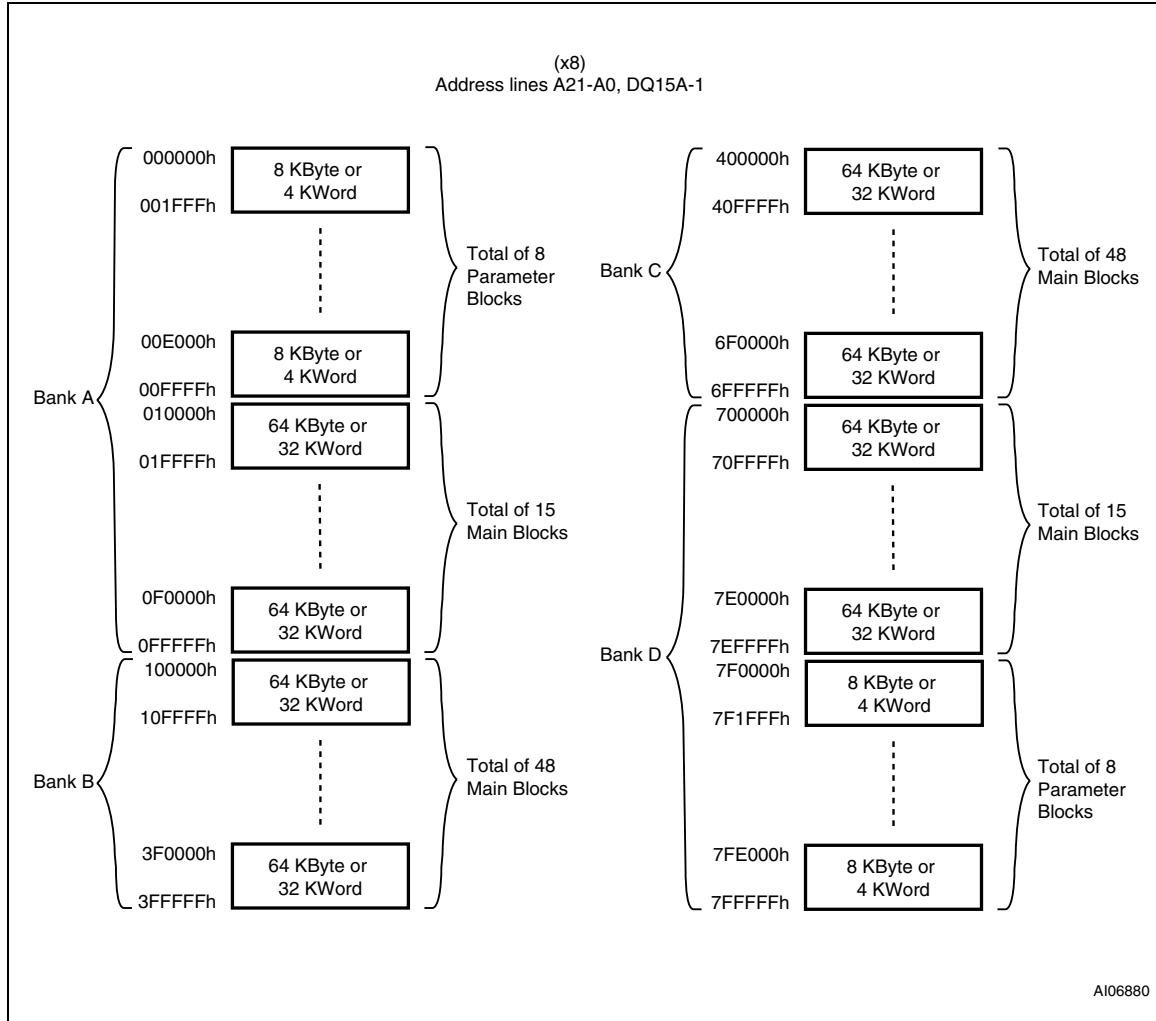 (x8)
Address lines A21-A0, DQ15A-1
Bank A
000000h
8 KByte or
4 KWord
001FFFh
Total of 8
Parameter
Blocks
00E000h
8 KByte or
4 KWord
00FFFFh
010000h
64 KByte or
32 KWord
01FFFFh
Total of 15
Main Blocks
0F0000h
64 KByte or
32 KWord
0FFFFFh
Bank B
100000h
64 KByte or
32 KWord
10FFFFh
Total of 48
Main Blocks
3F0000h
64 KByte or
32 KWord
3FFFFFh
Bank C
400000h
64 KByte or
32 KWord
40FFFFh
Total of 48
Main Blocks
6F0000h
64 KByte or
32 KWord
6FFFFFh
Bank D
700000h
64 KByte or
32 KWord
70FFFFh
Total of 15
Main Blocks
7E0000h
64 KByte or
32 KWord
7EFFFFh
7F0000h
8 KByte or
4 KWord
7F1FFFh
Total of 8
Parameter
Blocks
7FE000h
8 KByte or
4 KWord
7FFFFFh
AI06880